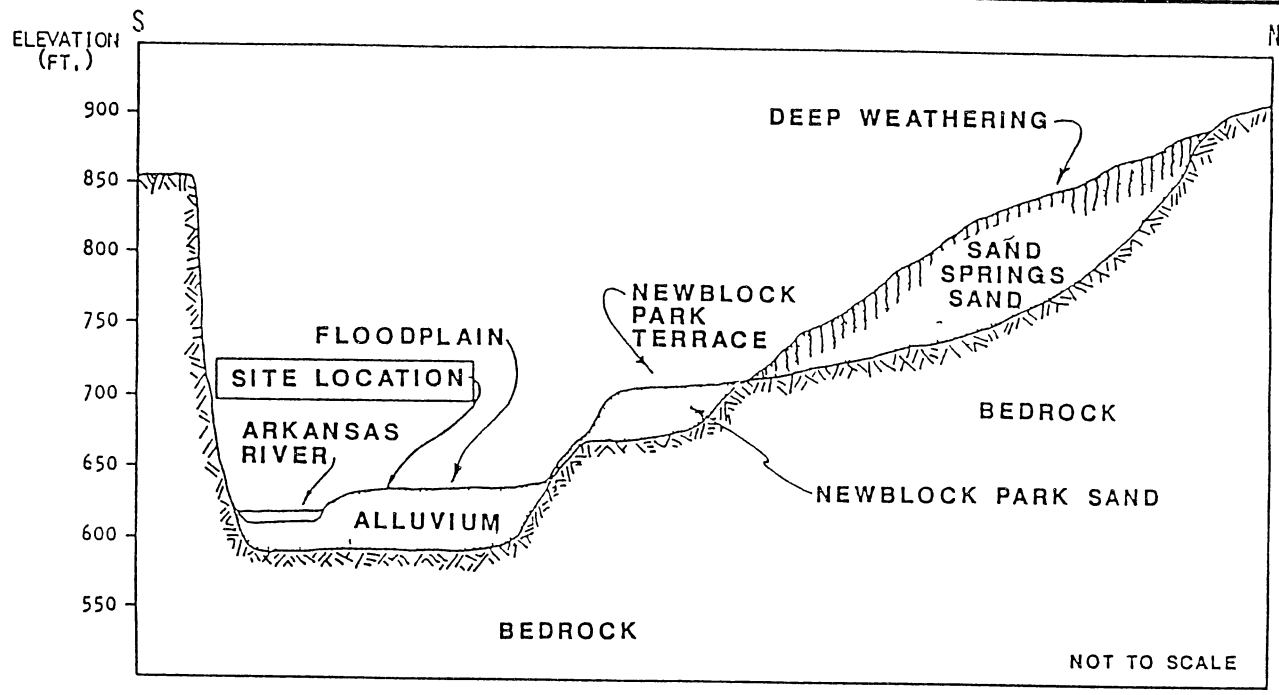 S
N
ELEVATION
(FT.)
900
850
800
750
700
650
600
550
DEEP WEATHERING
SAND
SPRINGS
SAND
NEWBLOCK
PARK
TERRACE
FLOODPLAIN
SITE LOCATION
ARKANSAS
RIVER
ALLUVIUM
BEDROCK
NEWBLOCK PARK SAND
BEDROCK
NOT TO SCALE